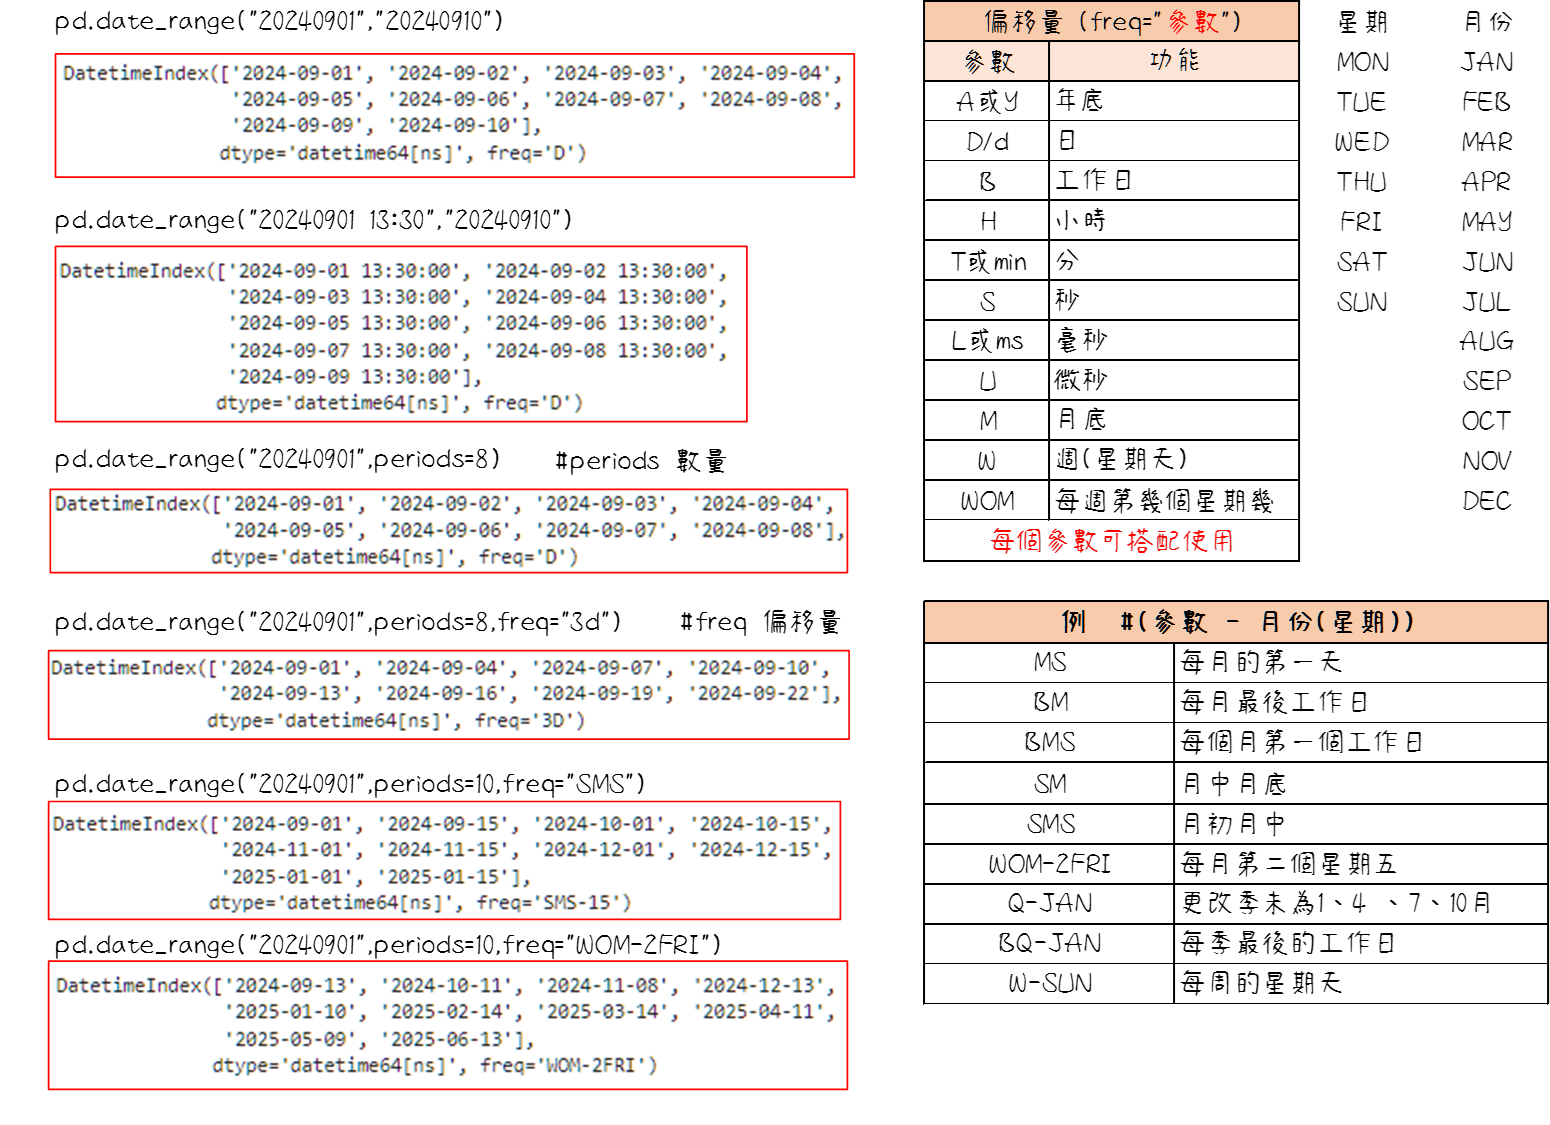 pd.date_range("20240901","20240910")
DatetimeIndex(['2024-09-01', '2024-09-02', '2024-09-03', '2024-09-04',
'2024-09-05', '2024-09-06', '2024-09-07', '2024-09-08',
'2024-09-09', '2024-09-10'],
dtype='datetime64[ns]', freq='D')
pd.date_range("20240901 13:30","20240910")
DatetimeIndex(['2024-09-01 13:30:00', '2024-09-02 13:30:00',
'2024-09-03 13:30:00', '2024-09-04 13:30:00',
'2024-09-05 13:30:00', '2024-09-06 13:30:00',
'2024-09-07 13:30:00', '2024-09-08 13:30:00',
'2024-09-09 13:30:00'],
dtype='datetime64[ns]', freq='D')
pd.date_range("20240901",periods=8) #periods 數量
DatetimeIndex(['2024-09-01', '2024-09-02', '2024-09-03', '2024-09-04',
'2024-09-05', '2024-09-06', '2024-09-07', '2024-09-08'],
dtype='datetime64[ns]', freq='D')
pd.date_range("20240901",periods=8,freq="3d") #freq 偏移量
DatetimeIndex(['2024-09-01', '2024-09-04', '2024-09-07', '2024-09-10',
'2024-09-13', '2024-09-16', '2024-09-19', '2024-09-22'],
dtype='datetime64[ns]', freq='3D')
pd.date_range("20240901",periods=10,freq="SMS")
DatetimeIndex(['2024-09-01', '2024-09-15', '2024-10-01', '2024-10-15',
'2024-11-01', '2024-11-15', '2024-12-01', '2024-12-15',
'2025-01-01', '2025-01-15'],
dtype='datetime64[ns]', freq='SMS-15')
pd.date_range("20240901",periods=10,freq="WOM-2FRI")
DatetimeIndex(['2024-09-13', '2024-10-11', '2024-11-08', '2024-12-13',
'2025-01-10', '2025-02-14', '2025-03-14', '2025-04-11',
'2025-05-09', '2025-06-13'],
dtype='datetime64[ns]', freq='WOM-2FRI')
偏移量 (freq="參數")
參數 功能
A或Y 年底
D/d 日
B 工作日
H 小時
T或min 分
S 秒
L或ms 毫秒
U 微秒
M 月底
W 週(星期天)
WOM 每週第幾個星期幾
每個參數可搭配使用
星期 月份
MON JAN
TUE FEB
WED MAR
THU APR
FRI MAY
SAT JUN
SUN JUL
AUG
SEP
OCT
NOV
DEC
例 #(參數 - 月份(星期))
MS 每月的第一天
BM 每月最後工作日
BMS 每個月第一個工作日
SM 月中月底
SMS 月初月中
WOM-2FRI 每月第二個星期五
Q-JAN 更改季末為1、4 、7、10月
BQ-JAN 每季最後的工作日
W-SUN 每周的星期天